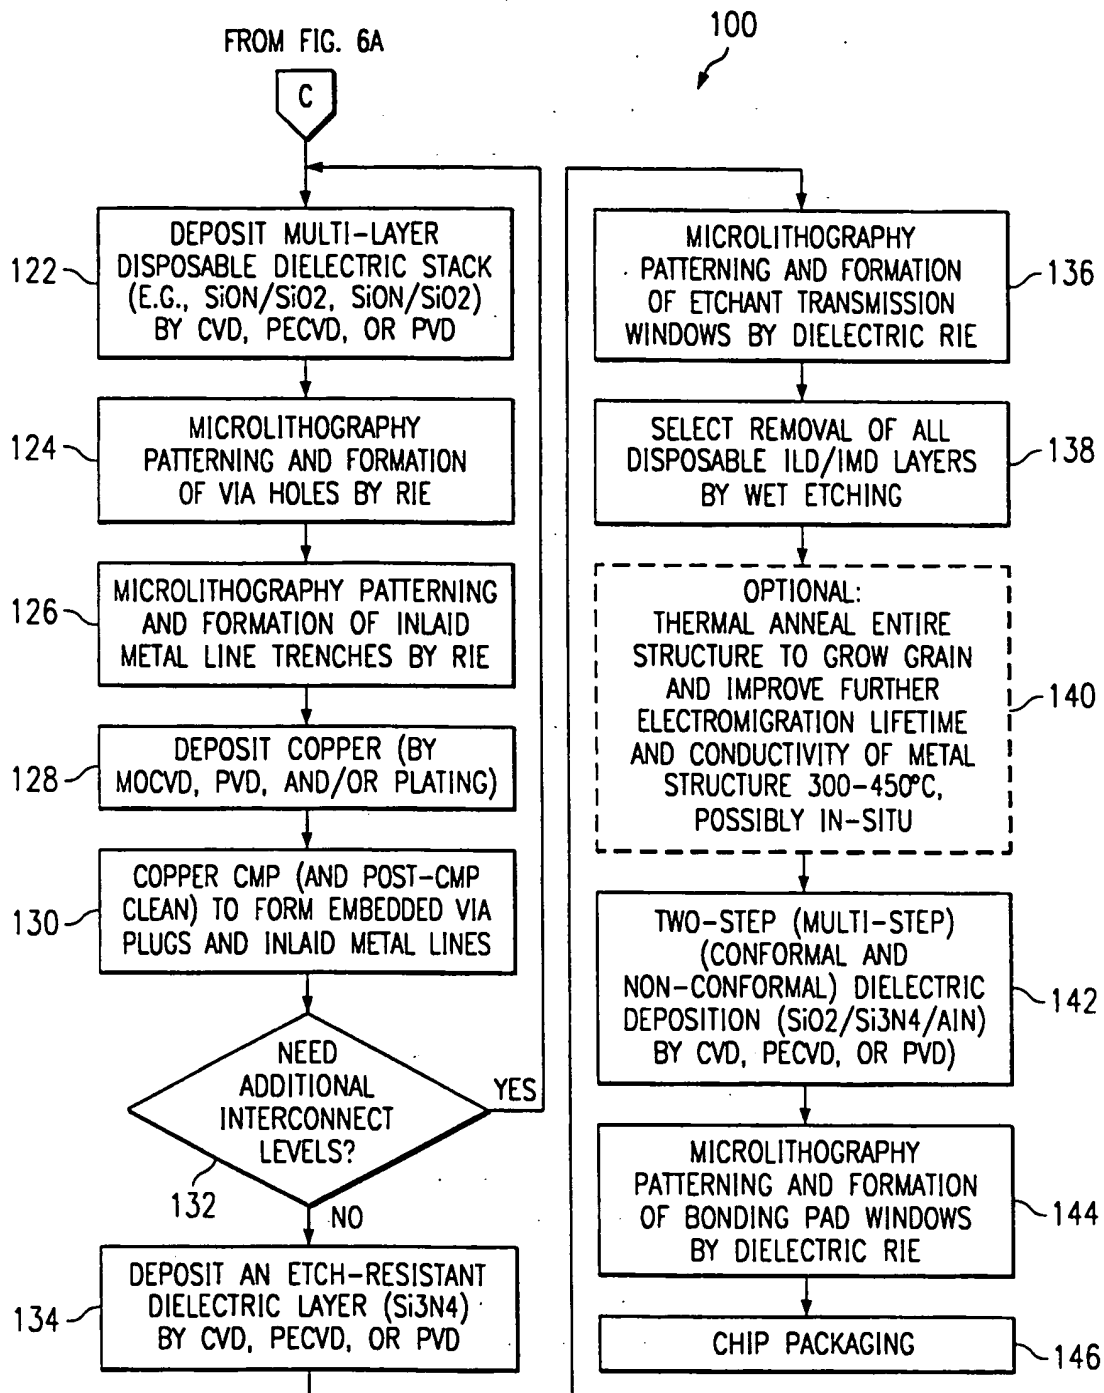 FROM FIG. 6A
100
C
122
DEPOSIT MULTI-LAYER
DISPOSABLE DIELECTRIC STACK
(E.G., SiON/SiO2, SiON/SiO2)
BY CVD, PECVD, OR PVD
124
MICROLITHOGRAPHY
PATTERNING AND FORMATION
OF VIA HOLES BY RIE
126
MICROLITHOGRAPHY PATTERNING
AND FORMATION OF INLAID
METAL LINE TRENCHES BY RIE
128
DEPOSIT COPPER (BY
MOCVD, PVD, AND/OR PLATING)
130
COPPER CMP (AND POST-CMP
CLEAN) TO FORM EMBEDDED VIA
PLUGS AND INLAID METAL LINES
NEED
ADDITIONAL
INTERCONNECT
LEVELS?
YES
132
NO
134
DEPOSIT AN ETCH-RESISTANT
DIELECTRIC LAYER (Si3N4)
BY CVD, PECVD, OR PVD
MICROLITHOGRAPHY
PATTERNING AND FORMATION
OF ETCHANT TRANSMISSION
WINDOWS BY DIELECTRIC RIE
136
SELECT REMOVAL OF ALL
DISPOSABLE ILD/IMD LAYERS
BY WET ETCHING
138
OPTIONAL:
THERMAL ANNEAL ENTIRE
STRUCTURE TO GROW GRAIN
AND IMPROVE FURTHER
ELECTROMIGRATION LIFETIME
AND CONDUCTIVITY OF METAL
STRUCTURE 300-450°C,
POSSIBLY IN-SITU
140
TWO-STEP (MULTI-STEP)
(CONFORMAL AND
NON-CONFORMAL) DIELECTRIC
DEPOSITION (SiO2/Si3N4/AlN)
BY CVD, PECVD, OR PVD)
142
MICROLITHOGRAPHY
PATTERNING AND FORMATION
OF BONDING PAD WINDOWS
BY DIELECTRIC RIE
144
CHIP PACKAGING
146